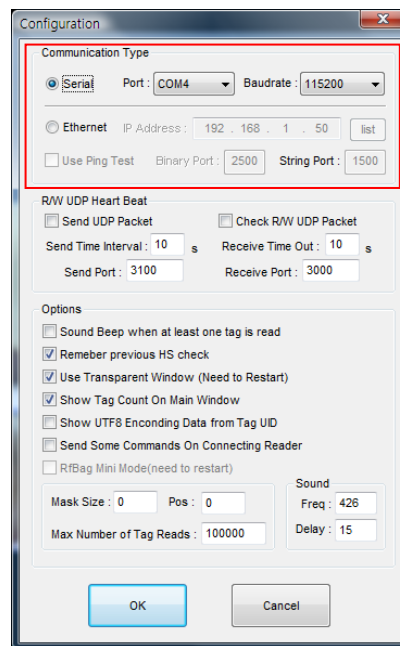 Configuration
Communication Type
Serial Port : COM4 Baudrate : 115200
Ethernet IP Address : 192 . 168 . 1 . 50 list
Use Ping Test Binary Port : 2500 String Port : 1500
R/W UDP Heart Beat
Send UDP Packet Check R/W UDP Packet
Send Time Interval : 10 s Receive Time Out : 10 s
Send Port : 3100 Receive Port : 3000
Options
Sound Beep when at least one tag is read
Remeber previous HS check
Use Transparent Window (Need to Restart)
Show Tag Count On Main Window
Show UTF8 Enconding Data from Tag UID
Send Some Commands On Connecting Reader
RfBag Mini Mode(need to restart)
Sound
Mask Size : 0 Pos : 0 Freq : 426
Max Number of Tag Reads : 100000 Delay : 15
OK Cancel